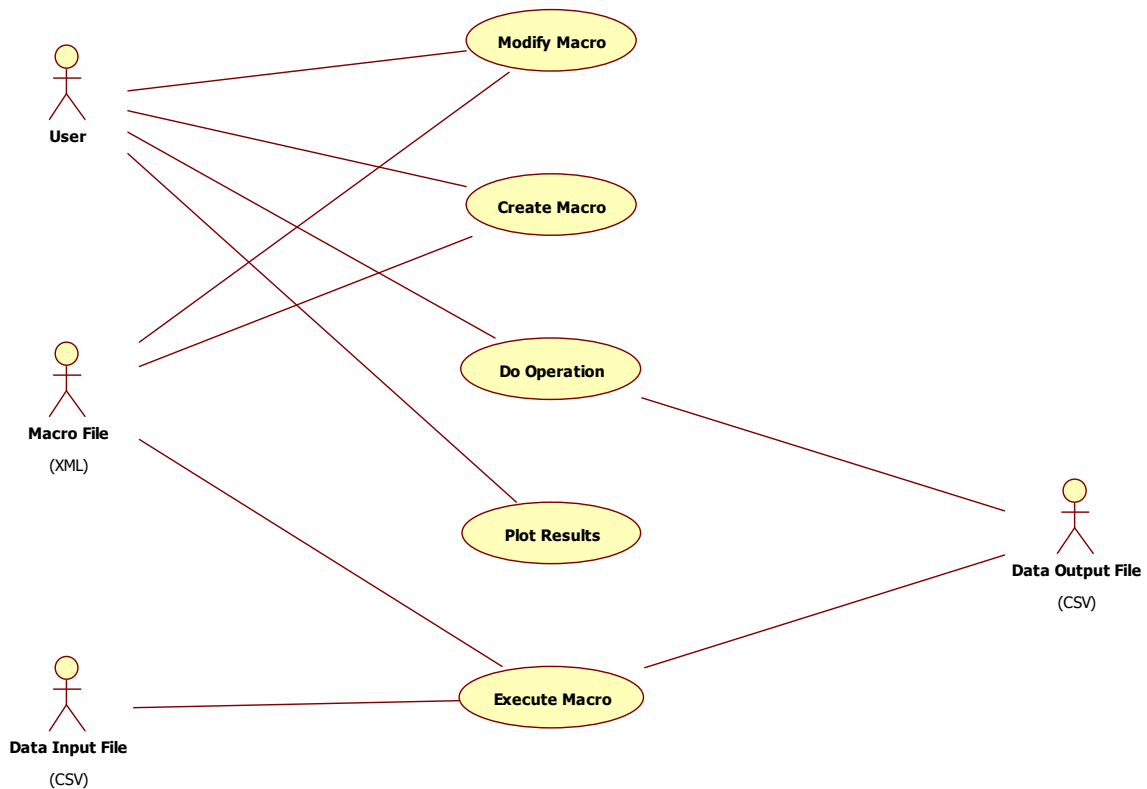 Modify Macro
User
Create Macro
Do Operation
Macro File
(XML)
Plot Results
Data Output File
(CSV)
Execute Macro
Data Input File
(CSV)